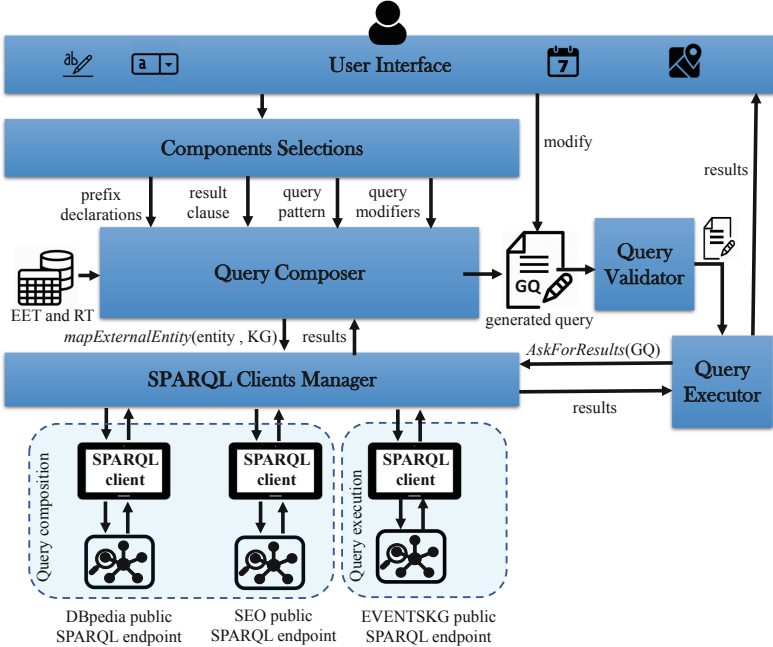 ab
a
User Interface
7
Components Selections
modify
results
prefix
declarations
result
clause
query
pattern
query
modifiers
Query Composer
GQ
Query
Validator
EET and RT
generated query
mapExternalEntity(entity , KG)
results
AskForResults(GQ)
SPARQL Clients Manager
Query
Executor
results
Query composition
SPARQL
client
SPARQL
client
Query execution
SPARQL
client
DBpedia public
SPARQL endpoint
SEO public
SPARQL endpoint
EVENTSKG public
SPARQL endpoint